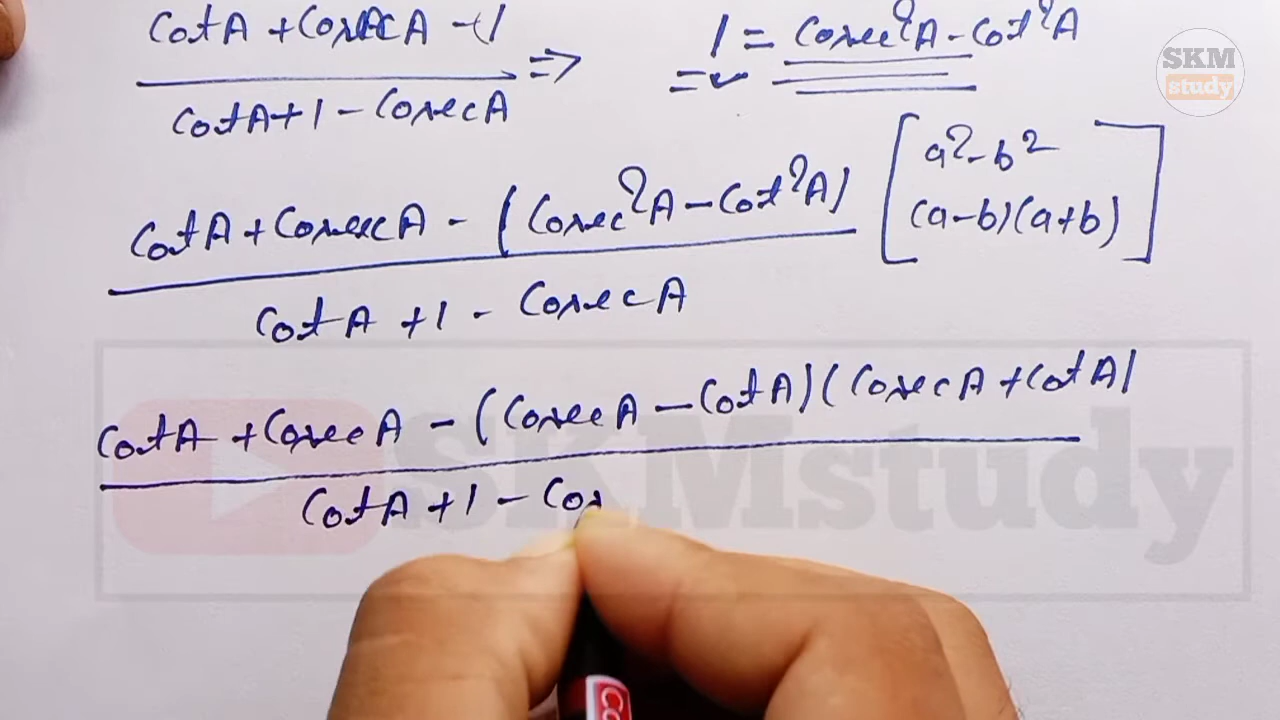 cotA + cosecA - 1
cotA + 1 - cosecA
=>
1 = cosec²A - cot²A
SKM
study
cotA + cosecA - (cosec²A - cot²A)
cotA + 1 - cosecA
a² - b²
(a-b)(a+b)
cotA + cosecA - (cosecA - cotA)(cosecA + cotA)
cotA + 1 - cos
SKMstudy